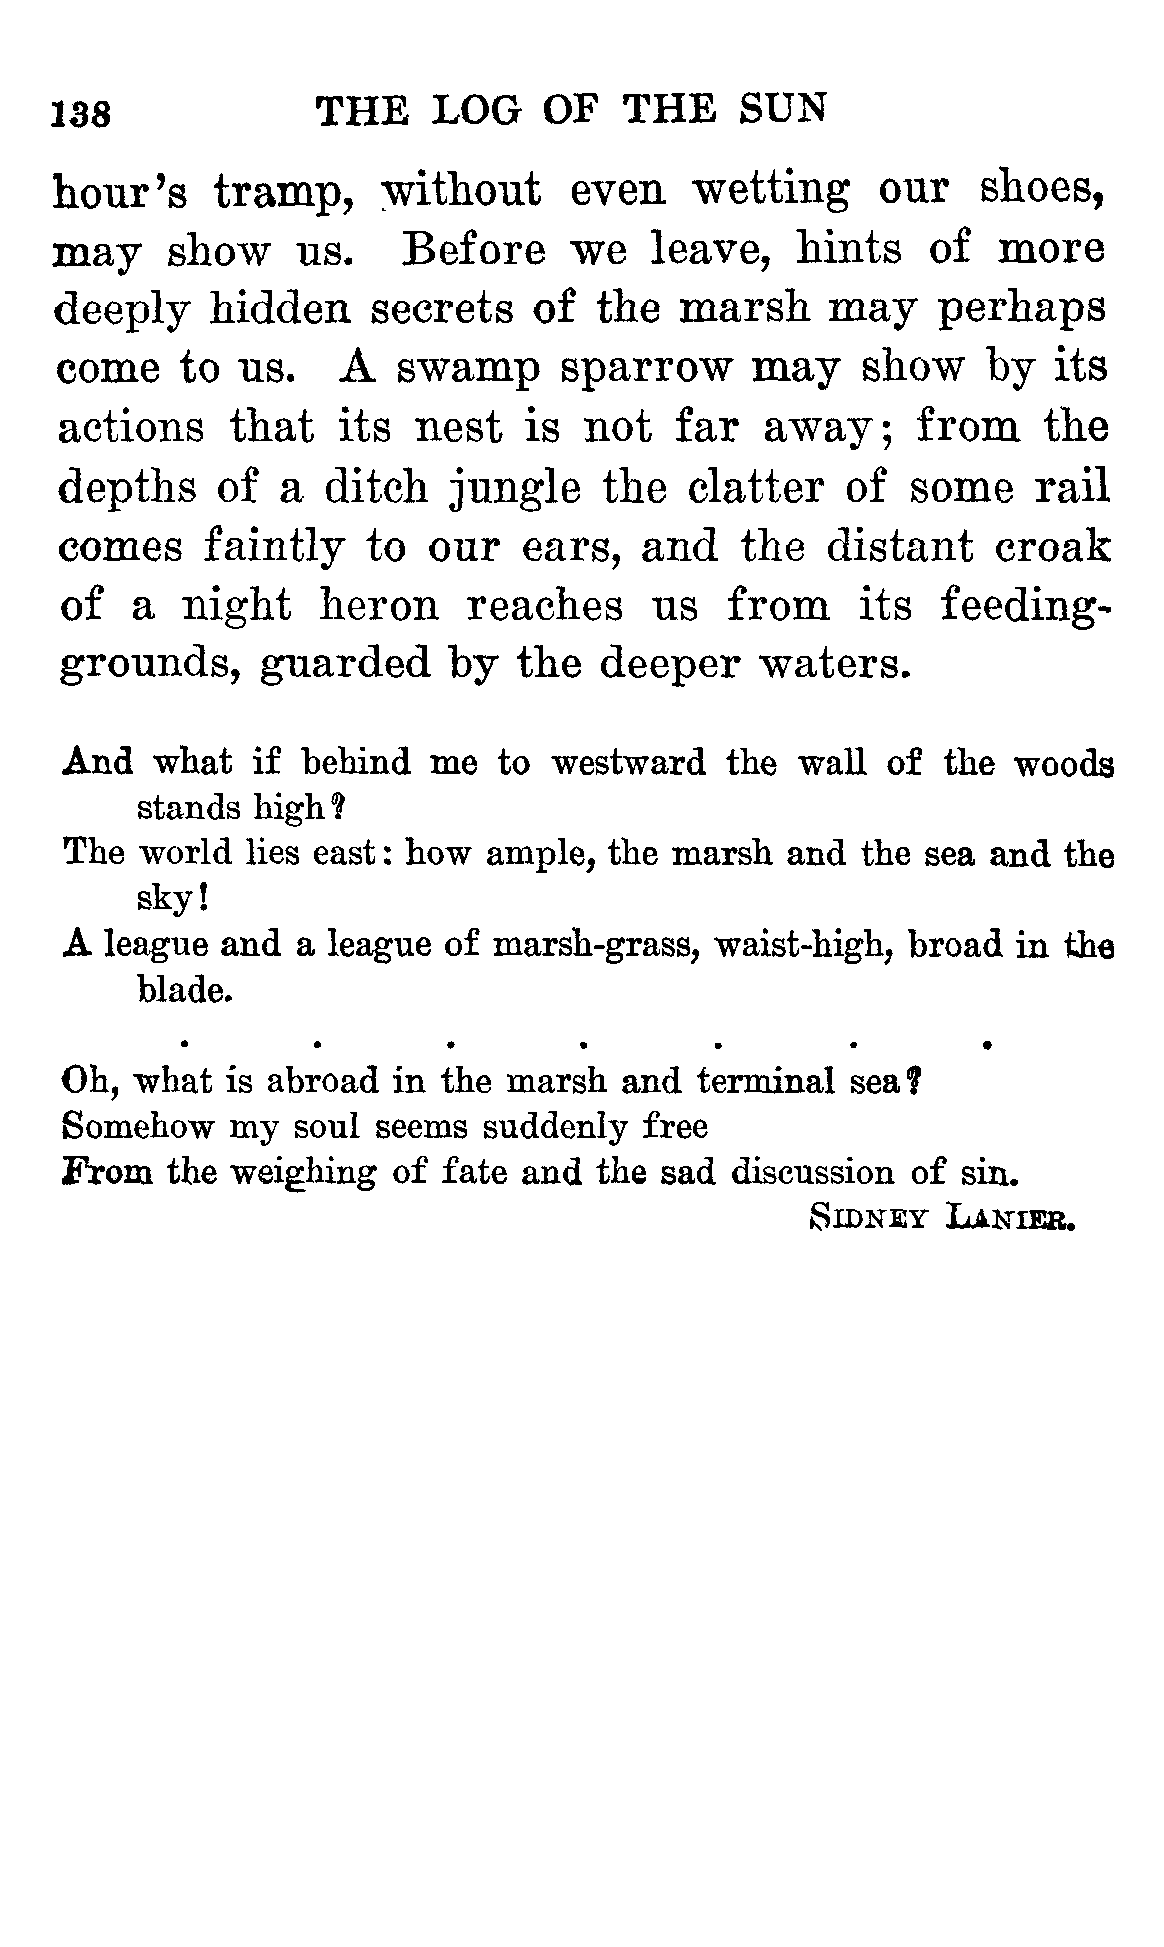 138 THE LOG OF THE SUN
hour's tramp, without even wetting our shoes,
may show us. Before we leave, hints of more
deeply hidden secrets of the marsh may perhaps
come to us. A swamp sparrow may show by its
actions that its nest is not far away; from the
depths of a ditch jungle the clatter of some rail
comes faintly to our ears, and the distant croak
of a night heron reaches us from its feeding-
grounds, guarded by the deeper waters.
And what if behind me to westward the wall of the woods
stands high?
The world lies east: how ample, the marsh and the sea and the
sky!
A league and a league of marsh-grass, waist-high, broad in the
blade.
. . . . . . .
Oh, what is abroad in the marsh and terminal sea?
Somehow my soul seems suddenly free
From the weighing of fate and the sad discussion of sin.
SIDNEY LANIER.